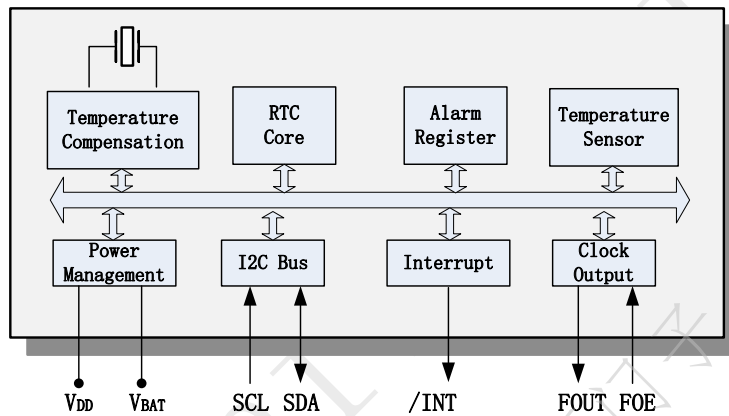 Temperature
Compensation
RTC
Core
Alarm
Register
Temperature
Sensor
Power
Management
I2C Bus
Interrupt
Clock
Output
VDD
VBAT
SCL
SDA
/INT
FOUT
FOE